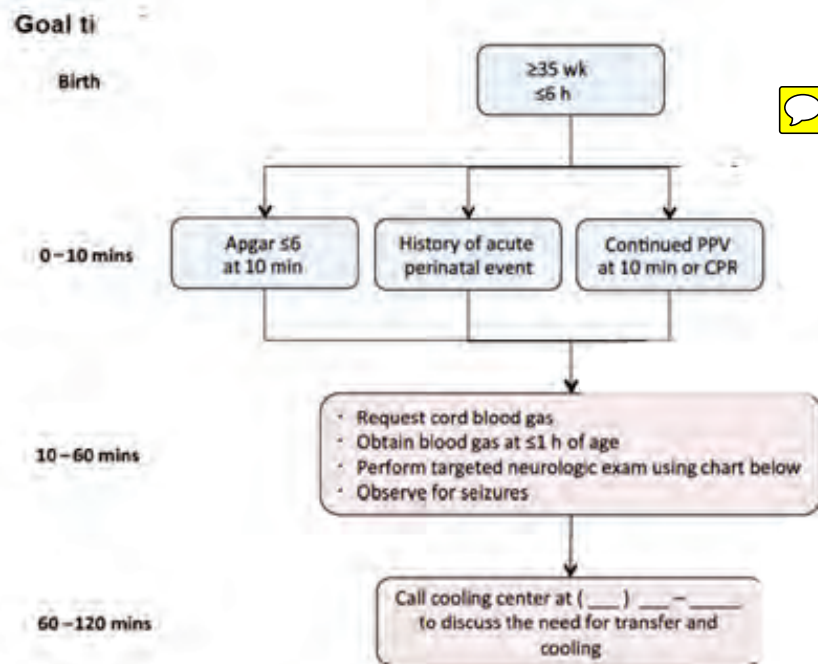 Goal ti
Birth
≥35 wk
≤6 h
0–10 mins
Apgar ≤6
at 10 min
History of acute
perinatal event
Continued PPV
at 10 min or CPR
10–60 mins
· Request cord blood gas
· Obtain blood gas at ≤1 h of age
· Perform targeted neurologic exam using chart below
· Observe for seizures
60–120 mins
Call cooling center at ( ___ ) ___ – _____
to discuss the need for transfer and
cooling